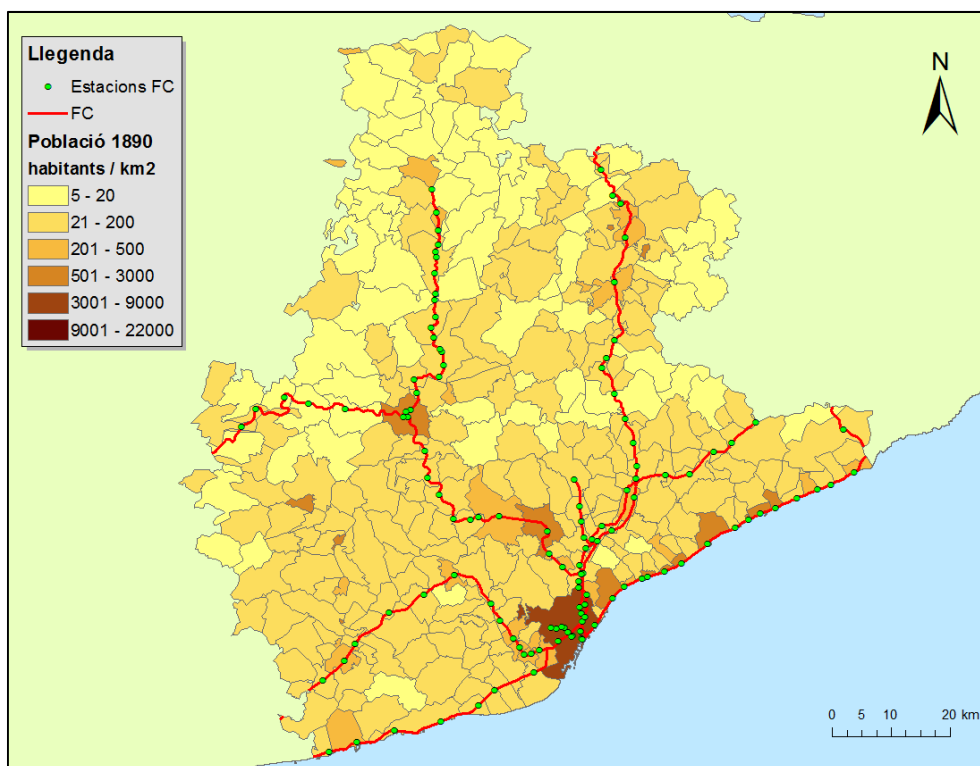 Llegenda
Estacions FC
FC
Població 1890
habitants / km2
5 - 20
21 - 200
201 - 500
501 - 3000
3001 - 9000
9001 - 22000
N
0 5 10 20 km